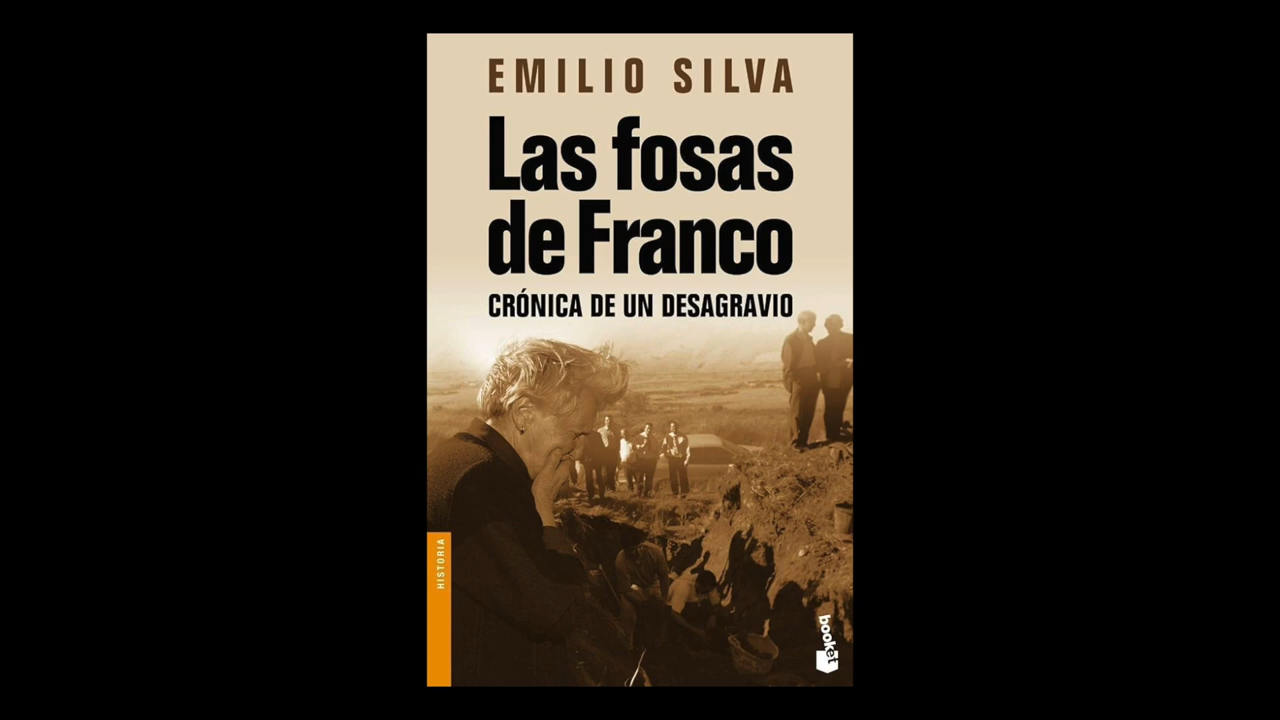 EMILIO SILVA
Las fosas
de Franco
CRÓNICA DE UN DESAGRAVIO
HISTORIA
booket